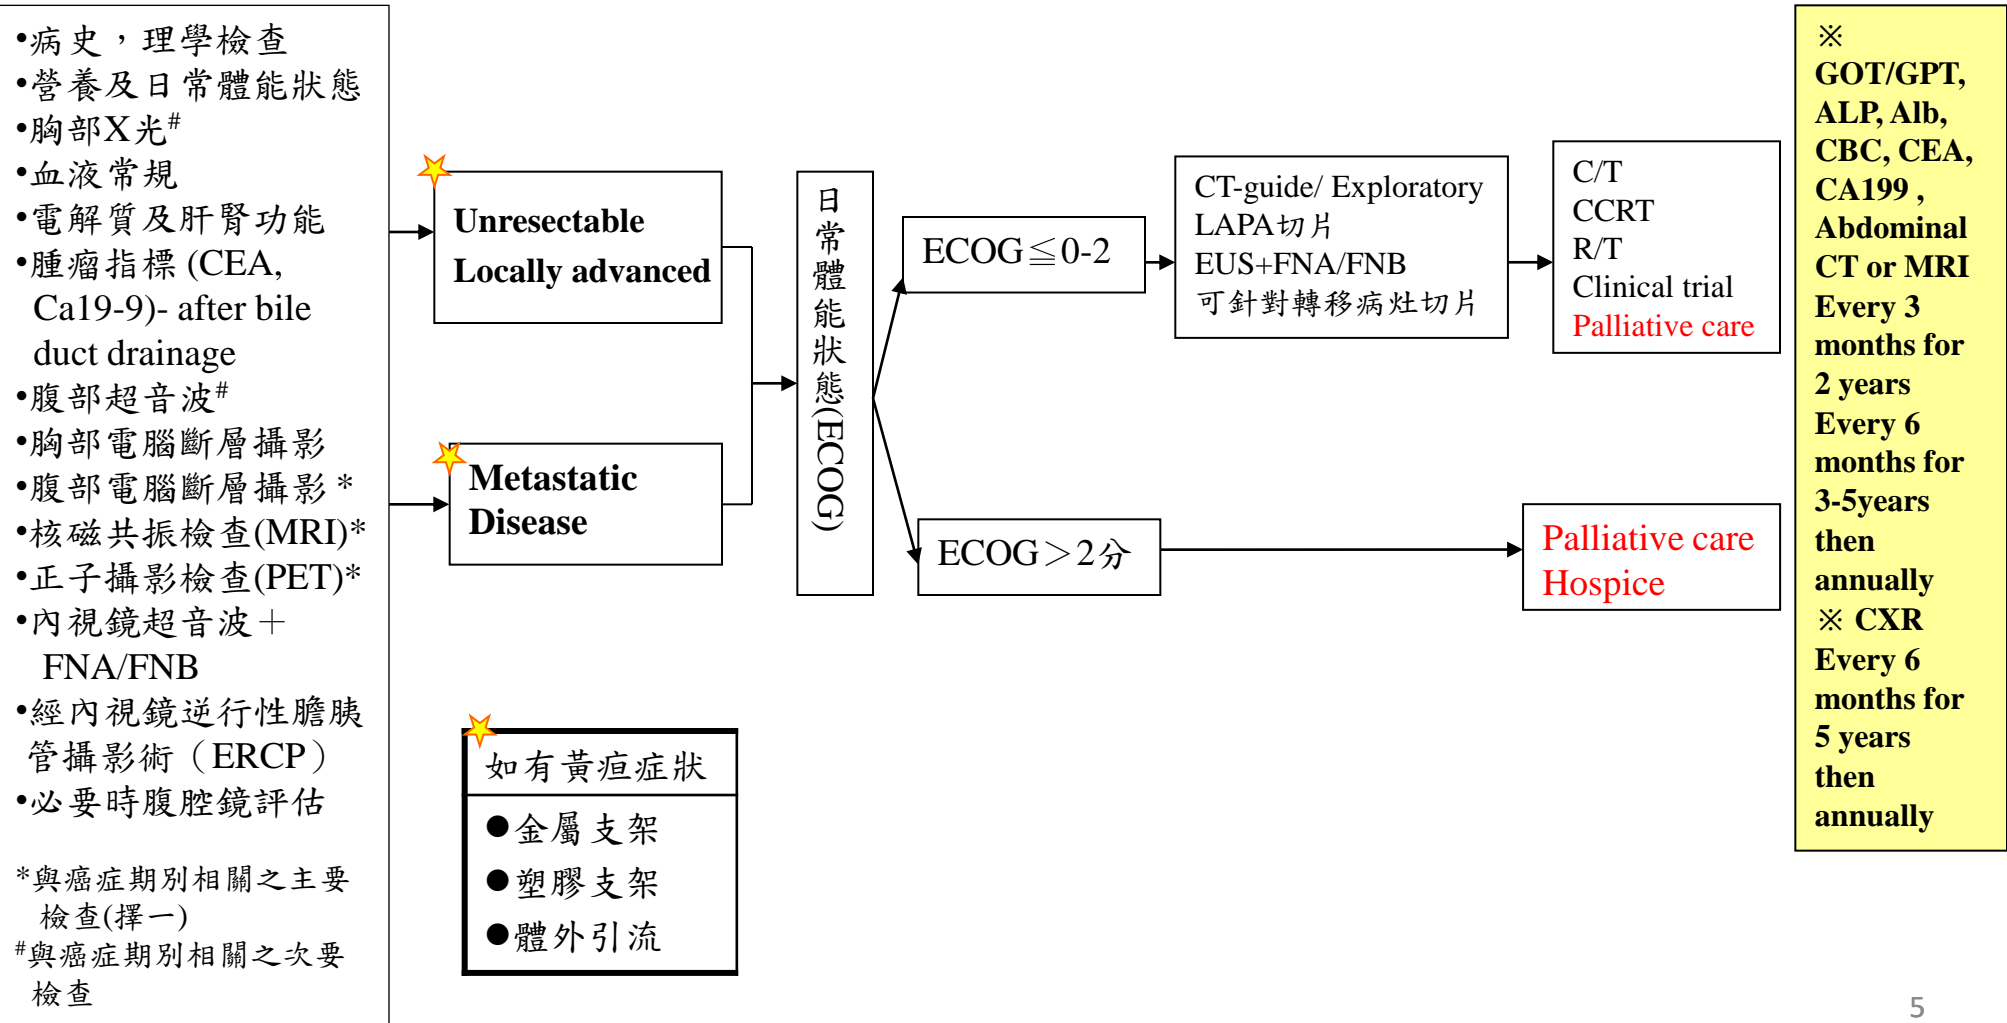 •病史，理學檢查
•營養及日常體能狀態
•胸部X光#
•血液常規
•電解質及肝腎功能
•腫瘤指標 (CEA,
Ca19-9)- after bile
duct drainage
•腹部超音波#
•胸部電腦斷層攝影
•腹部電腦斷層攝影 *
•核磁共振檢查(MRI)*
•正子攝影檢查(PET)*
•內視鏡超音波＋
FNA/FNB
•經內視鏡逆行性膽胰
管攝影術（ERCP）
•必要時腹腔鏡評估
*與癌症期別相關之主要
檢查(擇一)
#與癌症期別相關之次要
檢查
Unresectable
Locally advanced
Metastatic
Disease
如有黃疸症狀
●金屬支架
●塑膠支架
●體外引流
日常體能狀態(ECOG)
ECOG≦0-2
ECOG＞2分
CT-guide/ Exploratory
LAPA切片
EUS+FNA/FNB
可針對轉移病灶切片
C/T
CCRT
R/T
Clinical trial
Palliative care
Palliative care
Hospice
※
GOT/GPT,
ALP, Alb,
CBC, CEA,
CA199 ,
Abdominal
CT or MRI
Every 3
months for
2 years
Every 6
months for
3-5years
then
annually
※ CXR
Every 6
months for
5 years
then
annually
5